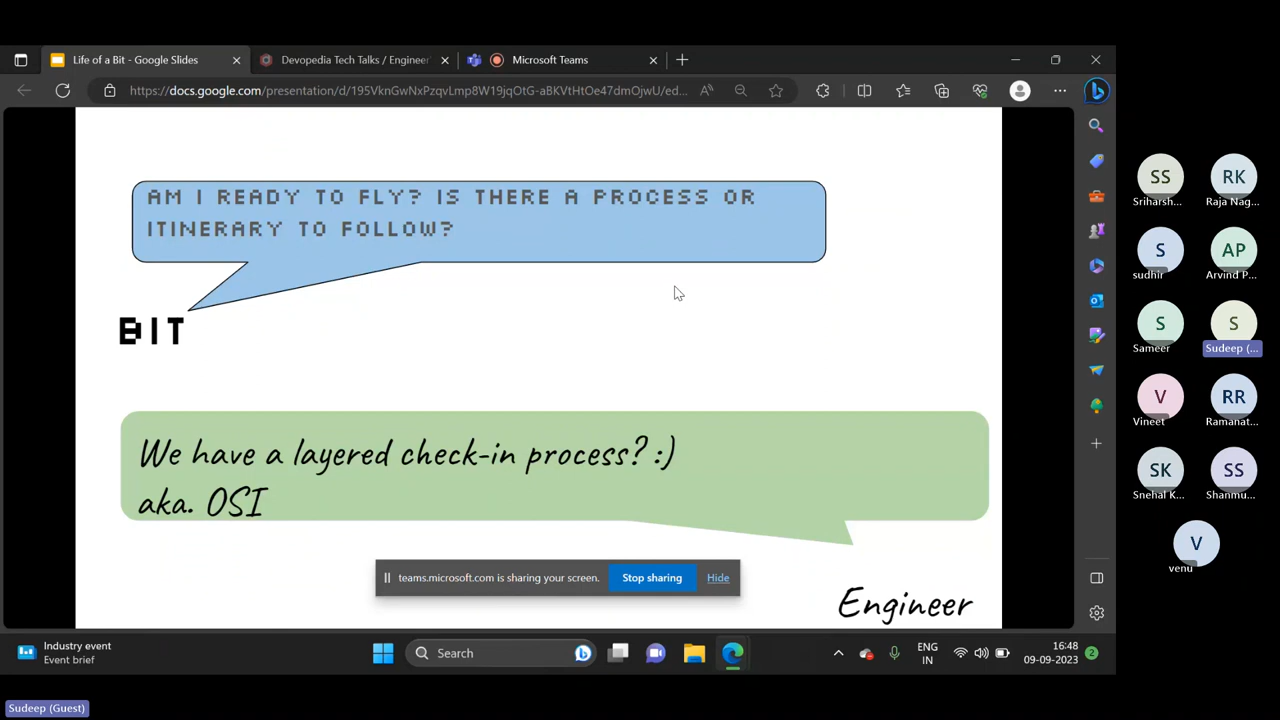 Life of a Bit - Google Slides
Devopedia Tech Talks / Engineer
Microsoft Teams
https://docs.google.com/presentation/d/195VknGwNxPzqvLmp8W19jqOtG-aBKVtHtOe47dmOjwU/ed...
AM I READY TO FLY? IS THERE A PROCESS OR
ITINERARY TO FOLLOW?
BIT
We have a layered check-in process? :)
aka. OSI
teams.microsoft.com is sharing your screen.
Stop sharing
Hide
Engineer
SS
Sriharsh...
RK
Raja Nag...
S
sudhir
AP
Arvind P...
S
Sameer
S
Sudeep (...
V
Vineet
RR
Ramanat...
SK
Snehal K...
SS
Shanmu...
V
venu
Industry event
Event brief
Search
ENG
IN
16:48
09-09-2023
2
Sudeep (Guest)